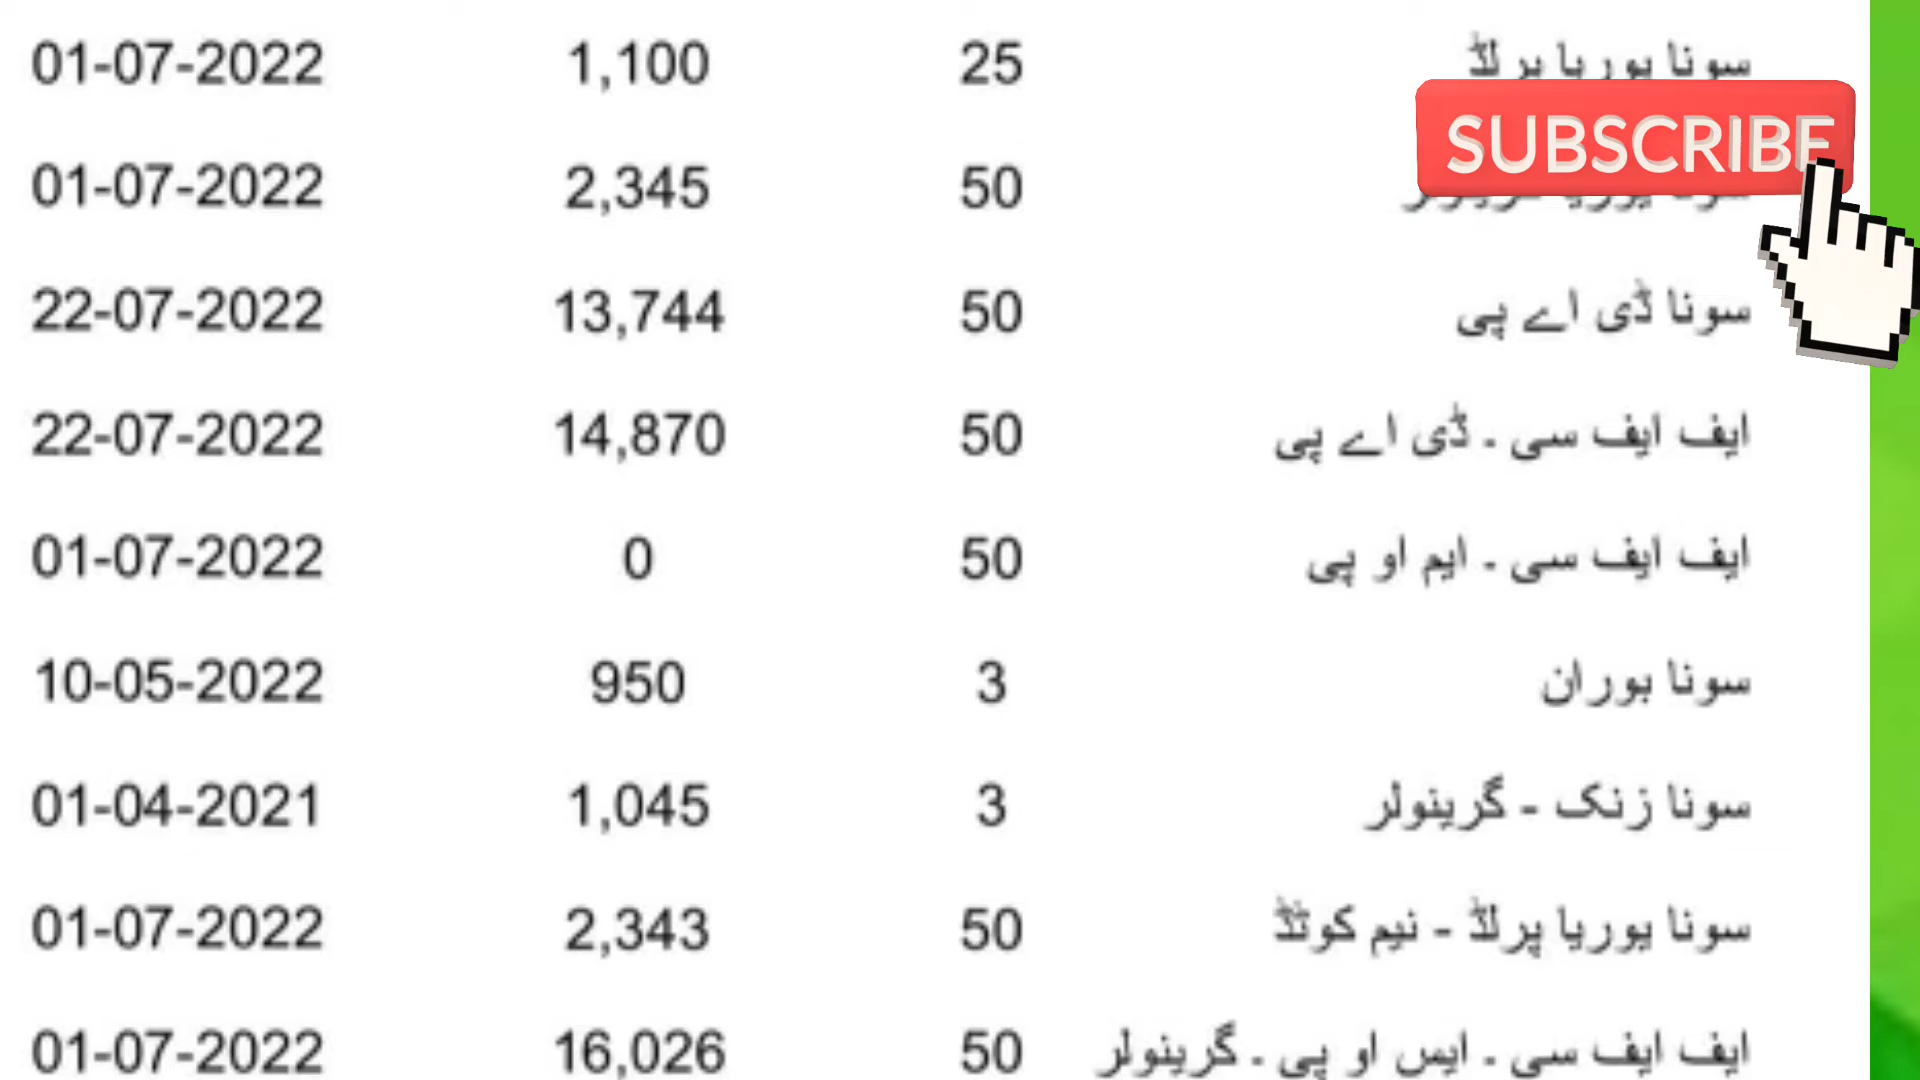 سونا یوریا پرلڈ 25 1,100 01-07-2022
SUBSCRIBE
سونا یوریا 50 2,345 01-07-2022
سونا ڈی اے پی 50 13,744 22-07-2022
ایف ایف سی ۔ ڈی اے پی 50 14,870 22-07-2022
ایف ایف سی ۔ ایم او پی 50 0 01-07-2022
سونا بوران 3 950 10-05-2022
سونا زنک - گرینولر 3 1,045 01-04-2021
سونا یوریا پرلڈ - نیم کوٹڈ 50 2,343 01-07-2022
ایف ایف سی ۔ ایس او پی ۔ گرینولر 50 16,026 01-07-2022